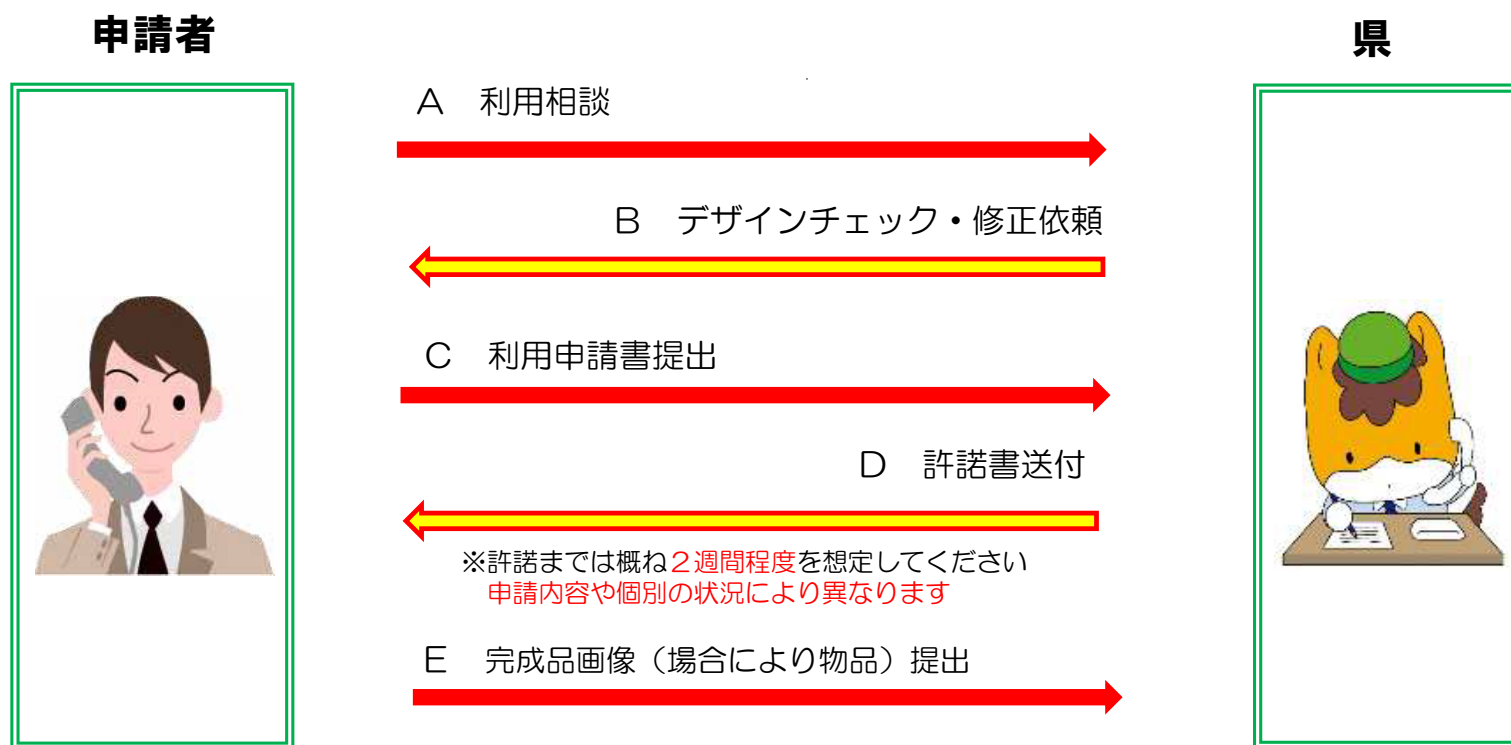 申請者
県
A　利用相談
B　デザインチェック・修正依頼
C　利用申請書提出
D　許諾書送付
※許諾までは概ね２週間程度を想定してください
申請内容や個別の状況により異なります
E　完成品画像（場合により物品）提出